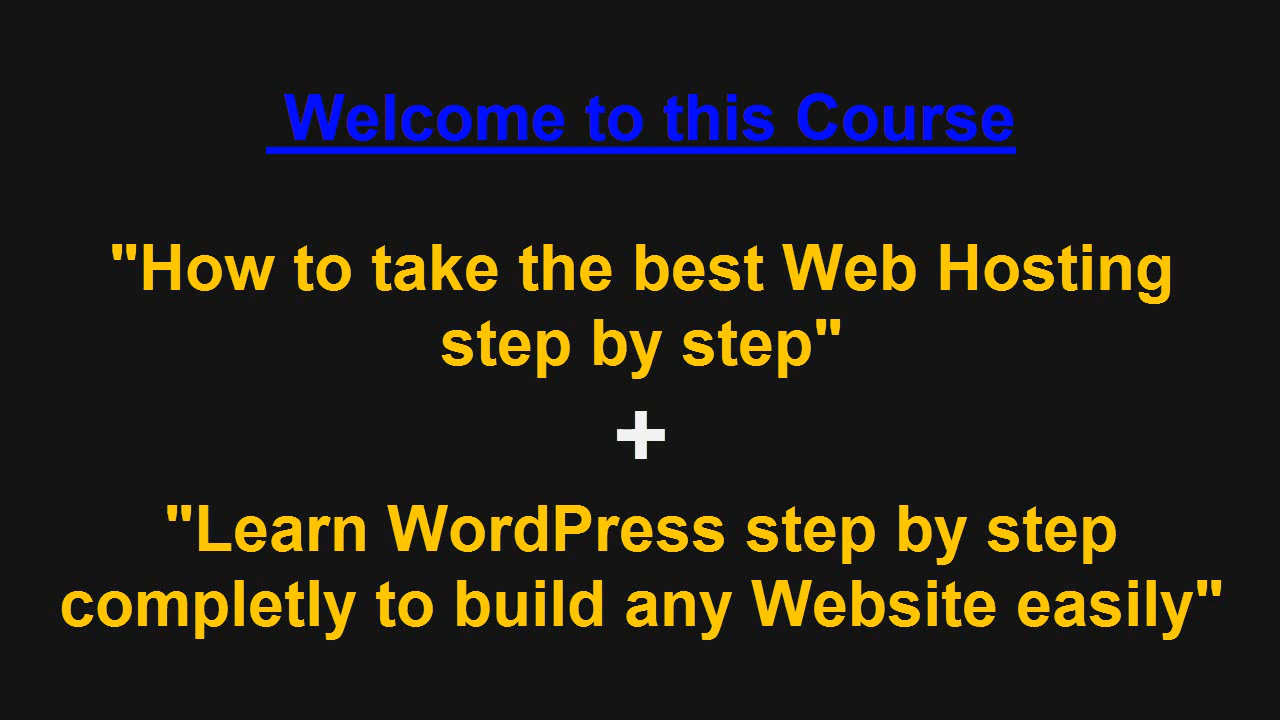 Welcome to this Course
"How to take the best Web Hosting
step by step"
+
"Learn WordPress step by step
completly to build any Website easily"